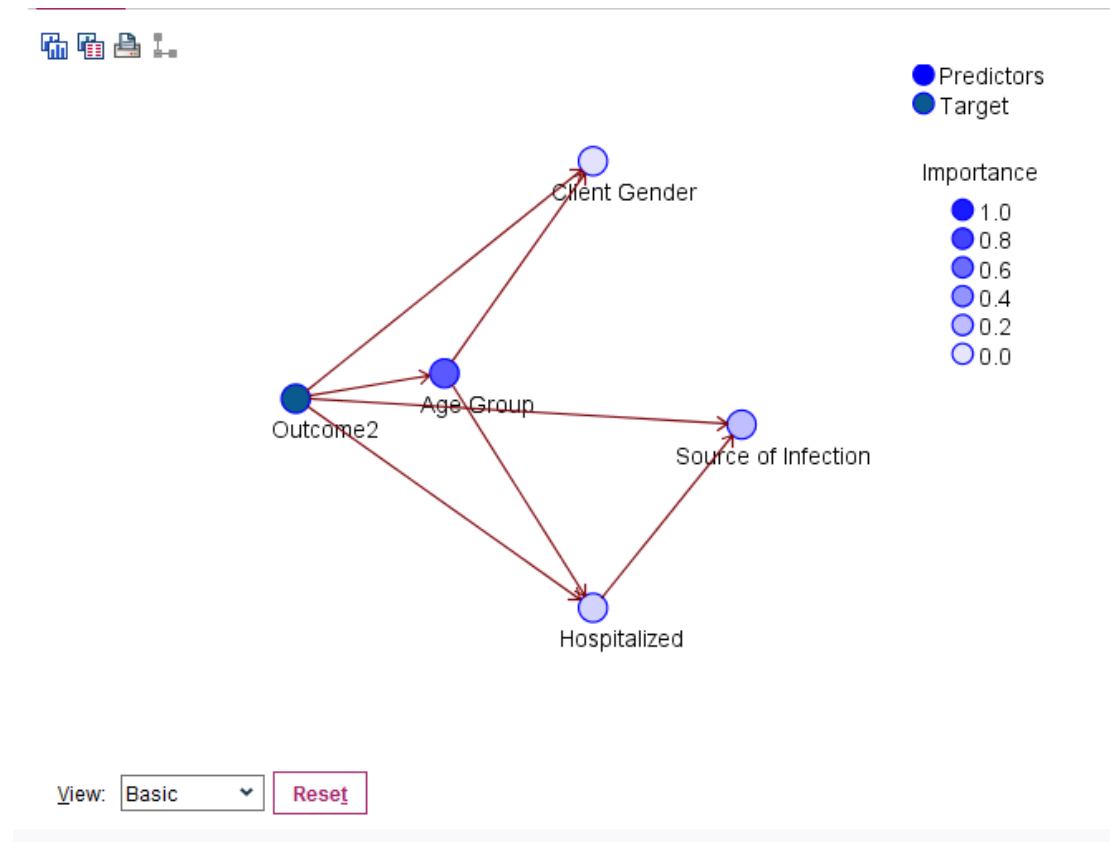 Predictors
Target
Client Gender
Importance
1.0
0.8
0.6
0.4
0.2
0.0
Age Group
Outcome2
Source of Infection
Hospitalized
View: Basic Reset